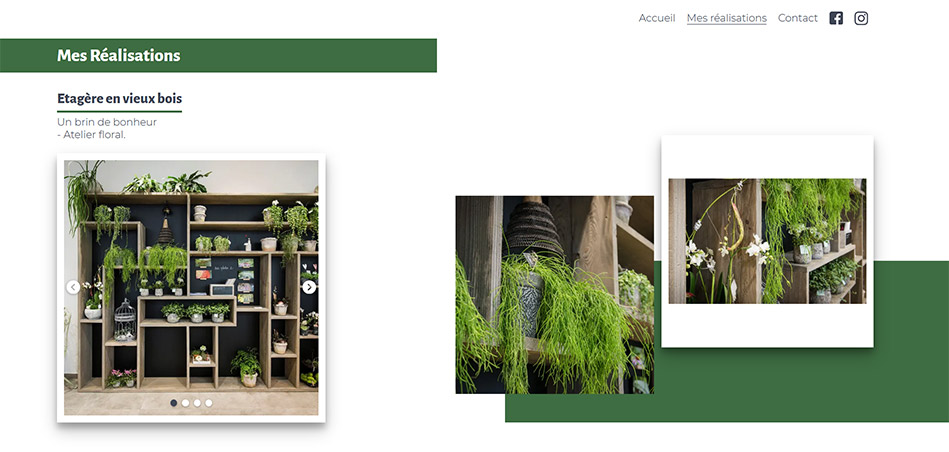 Accueil Mes réalisations Contact
Mes Réalisations
Etagère en vieux bois
Un brin de bonheur
- Atelier floral.